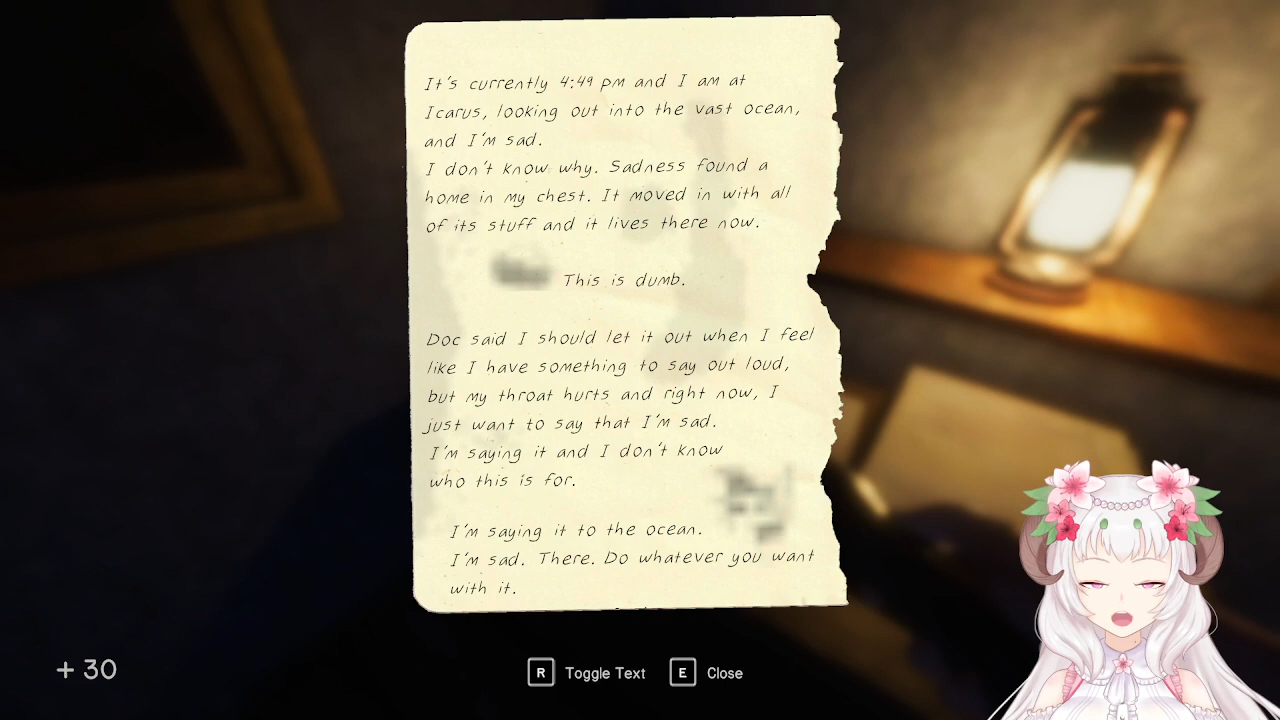 It's currently 4:49 pm and I am at
Icarus, looking out into the vast ocean,
and I'm sad.
I don't know why. Sadness found a
home in my chest. It moved in with all
of its stuff and it lives there now.
This is dumb.
Doc said I should let it out when I feel
like I have something to say out loud,
but my throat hurts and right now, I
just want to say that I'm sad.
I'm saying it and I don't know
who this is for.
I'm saying it to the ocean.
I'm sad. There. Do whatever you want
with it.
+ 30
R Toggle Text E Close